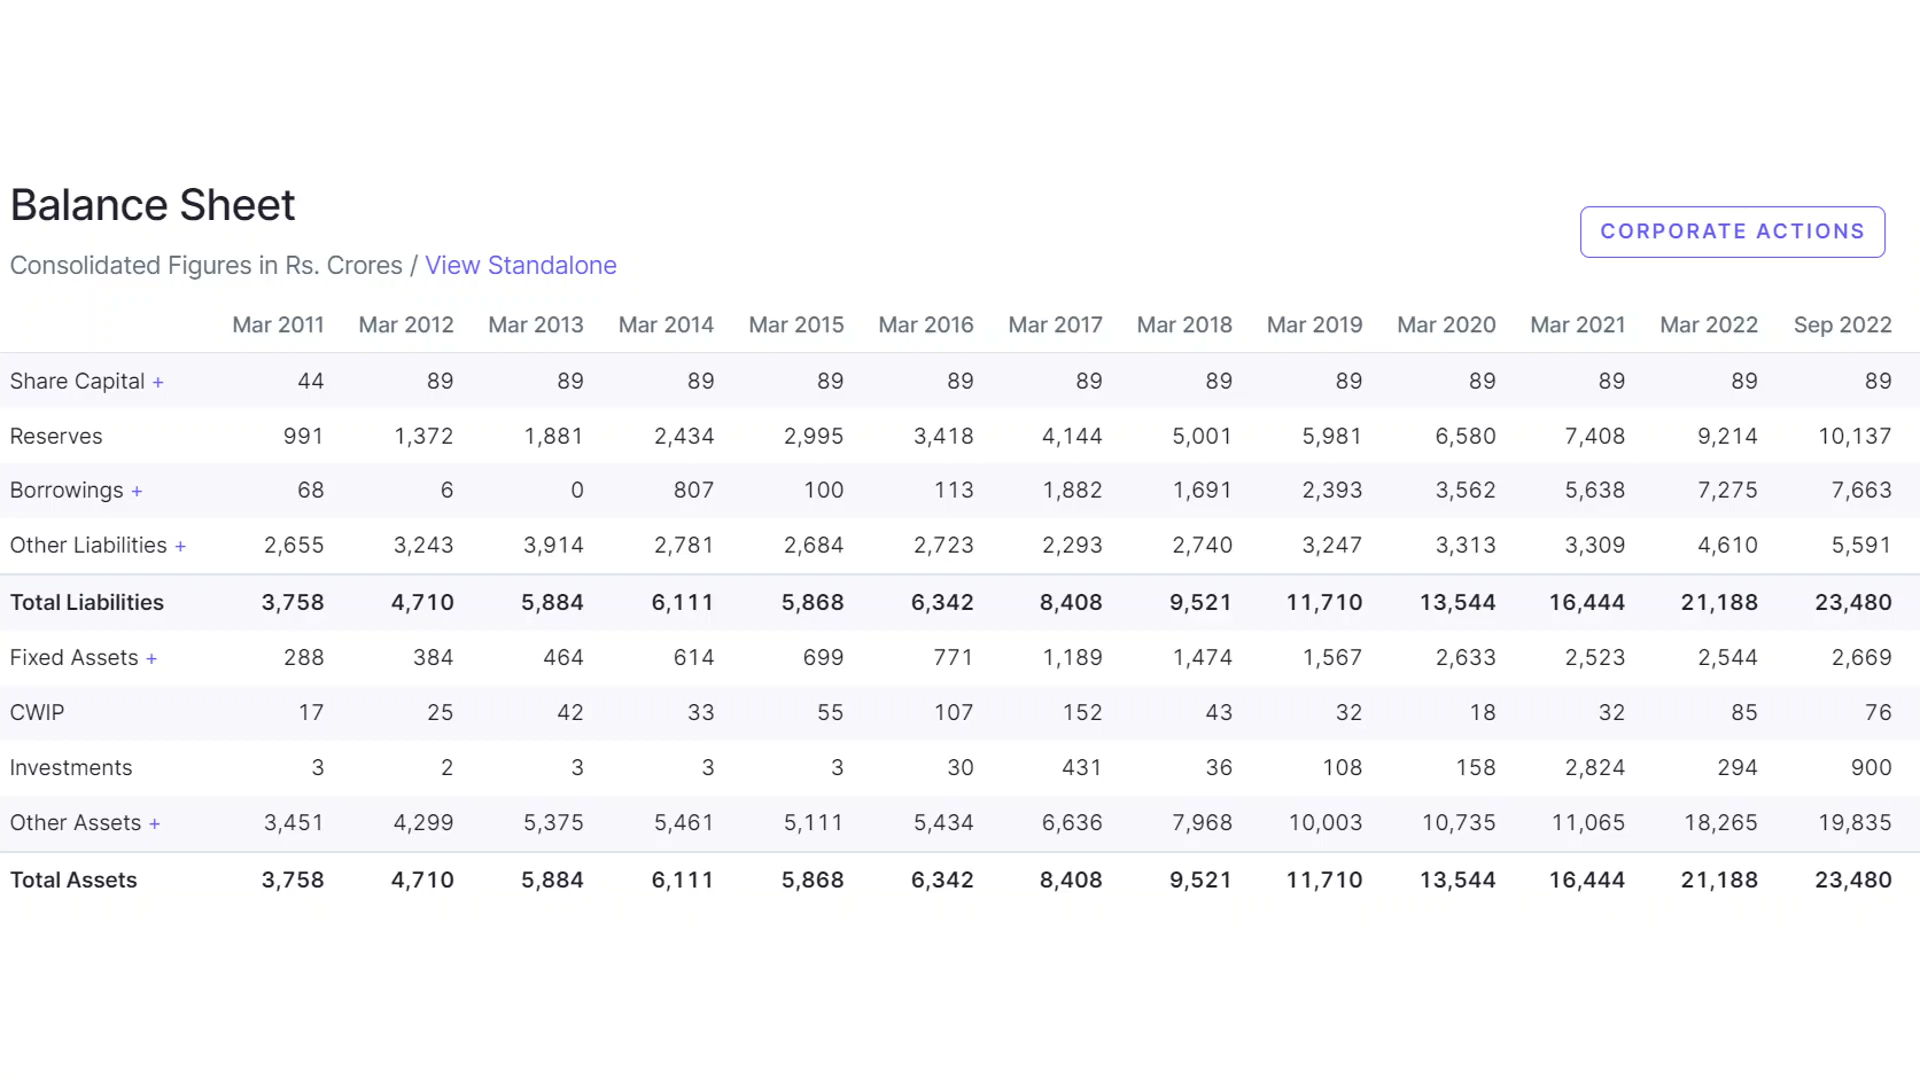 Balance Sheet
CORPORATE ACTIONS
Consolidated Figures in Rs. Crores / View Standalone
Mar 2011 Mar 2012 Mar 2013 Mar 2014 Mar 2015 Mar 2016 Mar 2017 Mar 2018 Mar 2019 Mar 2020 Mar 2021 Mar 2022 Sep 2022
Share Capital + 44 89 89 89 89 89 89 89 89 89 89 89 89
Reserves 991 1,372 1,881 2,434 2,995 3,418 4,144 5,001 5,981 6,580 7,408 9,214 10,137
Borrowings + 68 6 0 807 100 113 1,882 1,691 2,393 3,562 5,638 7,275 7,663
Other Liabilities + 2,655 3,243 3,914 2,781 2,684 2,723 2,293 2,740 3,247 3,313 3,309 4,610 5,591
Total Liabilities 3,758 4,710 5,884 6,111 5,868 6,342 8,408 9,521 11,710 13,544 16,444 21,188 23,480
Fixed Assets + 288 384 464 614 699 771 1,189 1,474 1,567 2,633 2,523 2,544 2,669
CWIP 17 25 42 33 55 107 152 43 32 18 32 85 76
Investments 3 2 3 3 3 30 431 36 108 158 2,824 294 900
Other Assets + 3,451 4,299 5,375 5,461 5,111 5,434 6,636 7,968 10,003 10,735 11,065 18,265 19,835
Total Assets 3,758 4,710 5,884 6,111 5,868 6,342 8,408 9,521 11,710 13,544 16,444 21,188 23,480